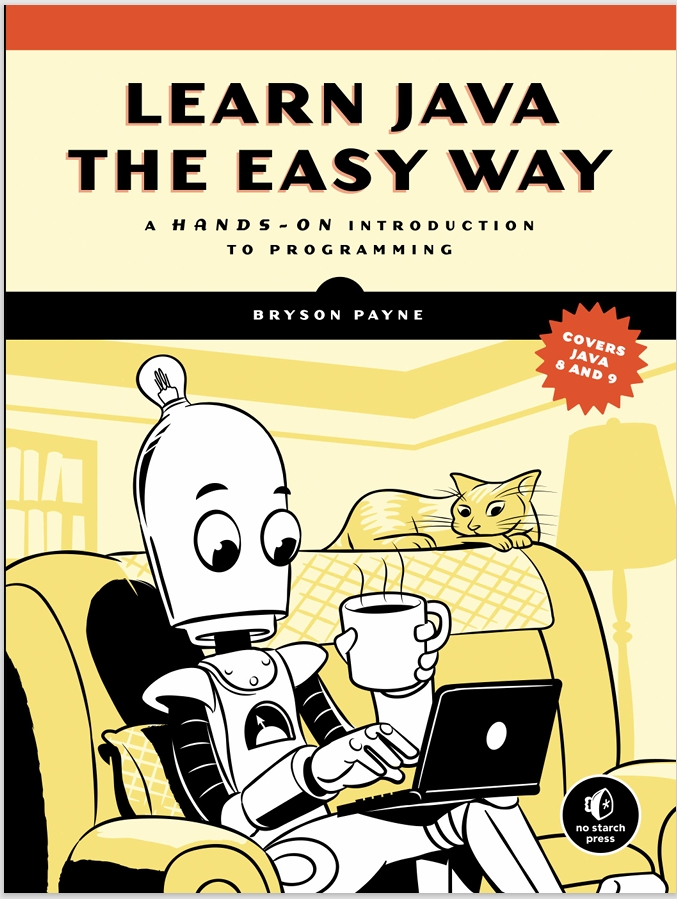 LEARN JAVA
THE EASY WAY
A HANDS-ON INTRODUCTION
TO PROGRAMMING
BRYSON PAYNE
COVERS
JAVA
8 AND 9
no starch
press